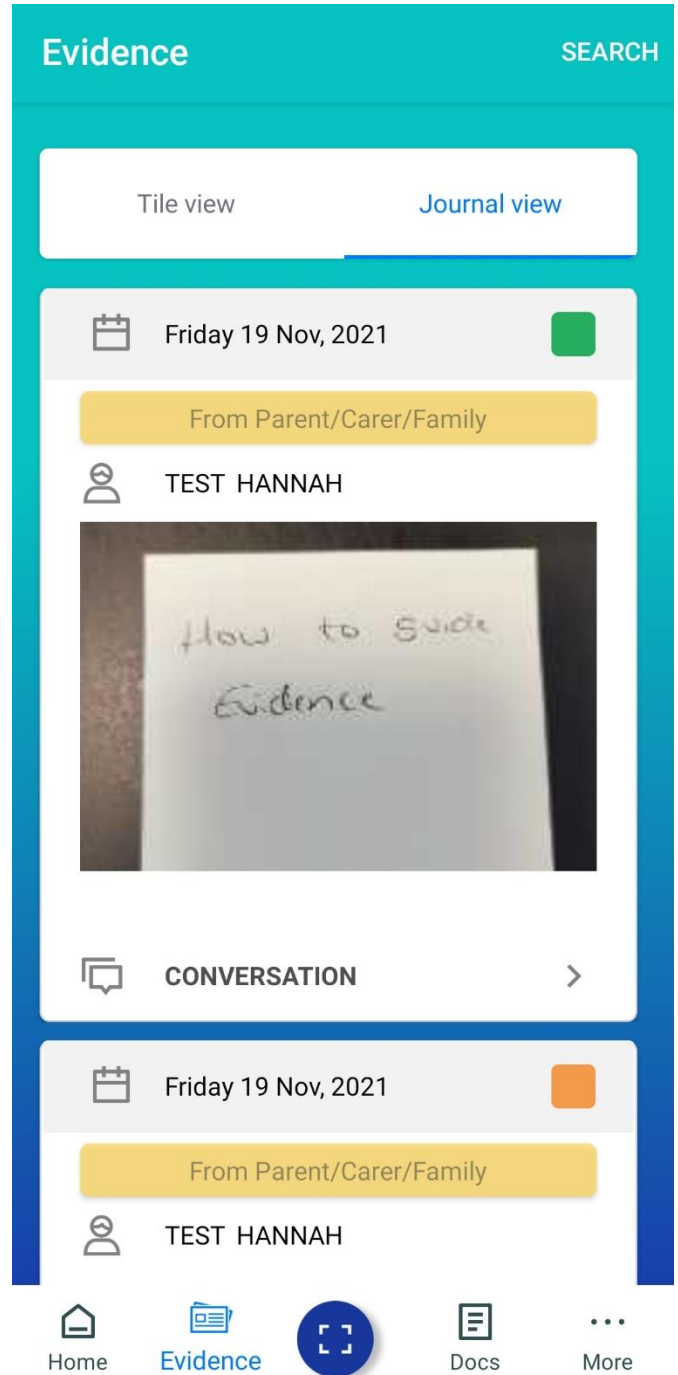 Evidence
SEARCH
Tile view
Journal view
Friday 19 Nov, 2021
From Parent/Carer/Family
TEST HANNAH
How to guide
Evidence
CONVERSATION
Friday 19 Nov, 2021
From Parent/Carer/Family
TEST HANNAH
Home
Evidence
Docs
More